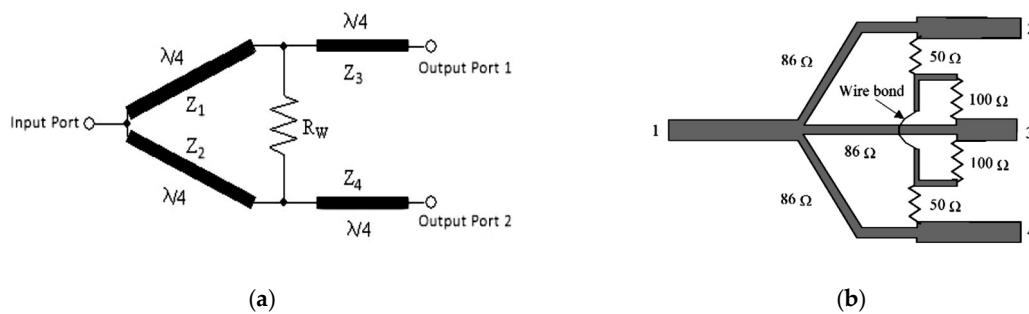 λ/4
λ/4
Output Port 1
Z3
Z1
Input Port
RW
Z2
Z4
λ/4
λ/4
Output Port 2
(a)
86 Ω
50 Ω
Wire bond
100 Ω
1
3
86 Ω
100 Ω
86 Ω
50 Ω
(b)